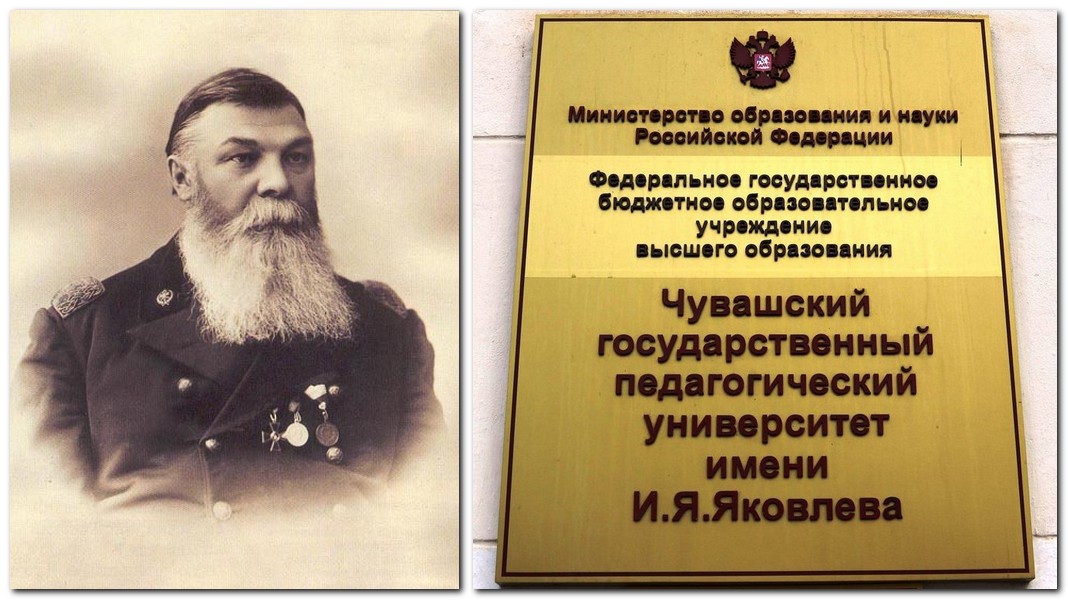 Министерство образования и науки
Российской Федерации
Федеральное государственное
бюджетное образовательное
учреждение
высшего образования
Чувашский
государственный
педагогический
университет
имени
И.Я.Яковлева